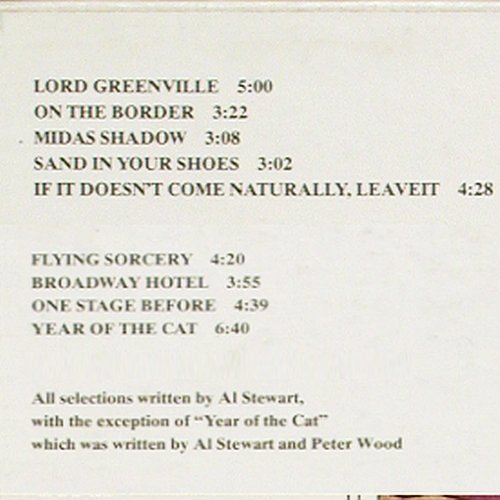 LORD GREENVILLE 5:00
ON THE BORDER 3:22
MIDAS SHADOW 3:08
SAND IN YOUR SHOES 3:02
IF IT DOESN'T COME NATURALLY, LEAVEIT 4:28
FLYING SORCERY 4:20
BROADWAY HOTEL 3:55
ONE STAGE BEFORE 4:39
YEAR OF THE CAT 6:40
All selections written by Al Stewart,
with the exception of "Year of the Cat"
which was written by Al Stewart and Peter Wood